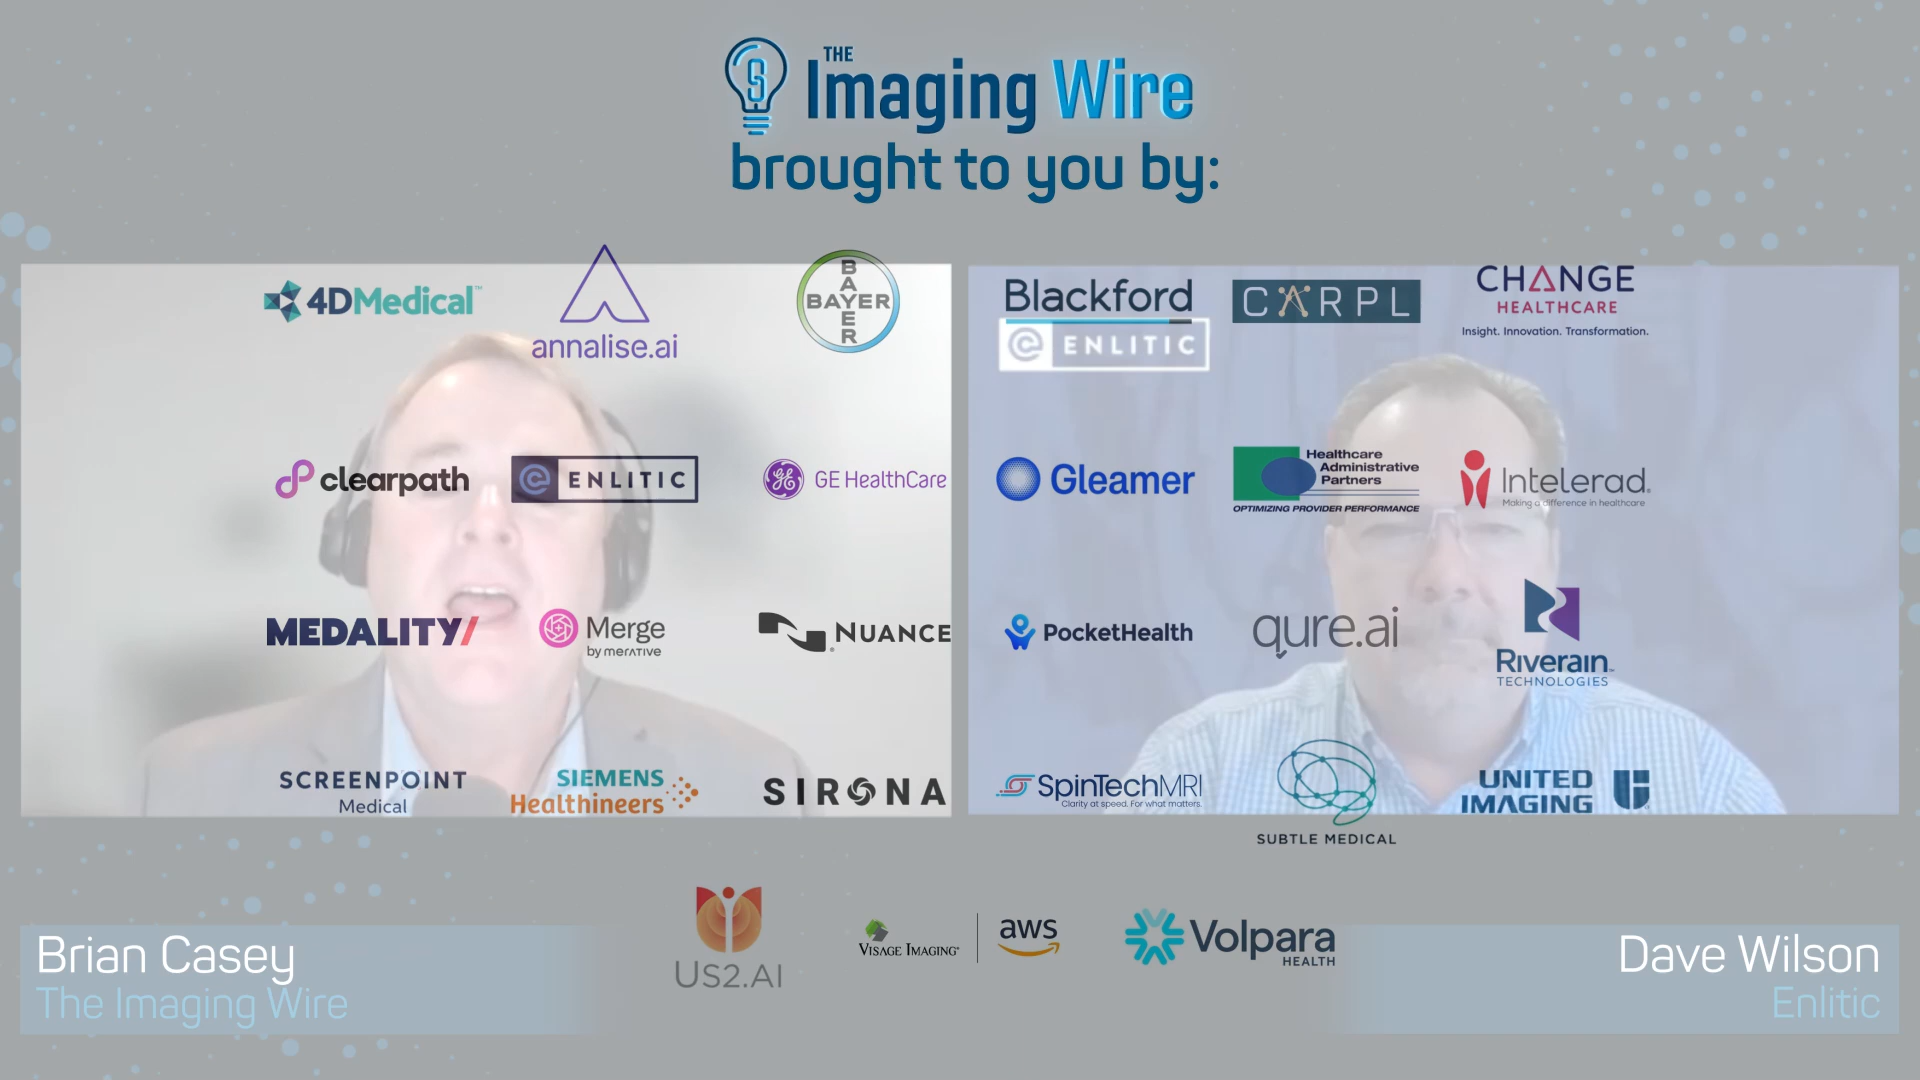 THE
Imaging Wire
brought to you by:
4DMedical™
annalise.ai
BAYER
BAYER
Blackford
ENLITIC
CARPL
CHANGE
HEALTHCARE
Insight. Innovation. Transformation.
clearpath
e ENLITIC
GE HealthCare
Gleamer
Healthcare
Administrative
Partners
OPTIMIZING PROVIDER PERFORMANCE
Intelerad
Making a difference in healthcare
MEDALITY/
Merge
by merative
NUANCE
PocketHealth
qure.ai
Riverain™
TECHNOLOGIES
SCREENPOINT
Medical
SIEMENS
Healthineers
SIRONA
SpinTechMRI
Clarity at speed. For what matters.
SUBTLE MEDICAL
UNITED
IMAGING
US2.AI
VISAGE IMAGING®
aws
Volpara
HEALTH
Brian Casey
The Imaging Wire
Dave Wilson
Enlitic